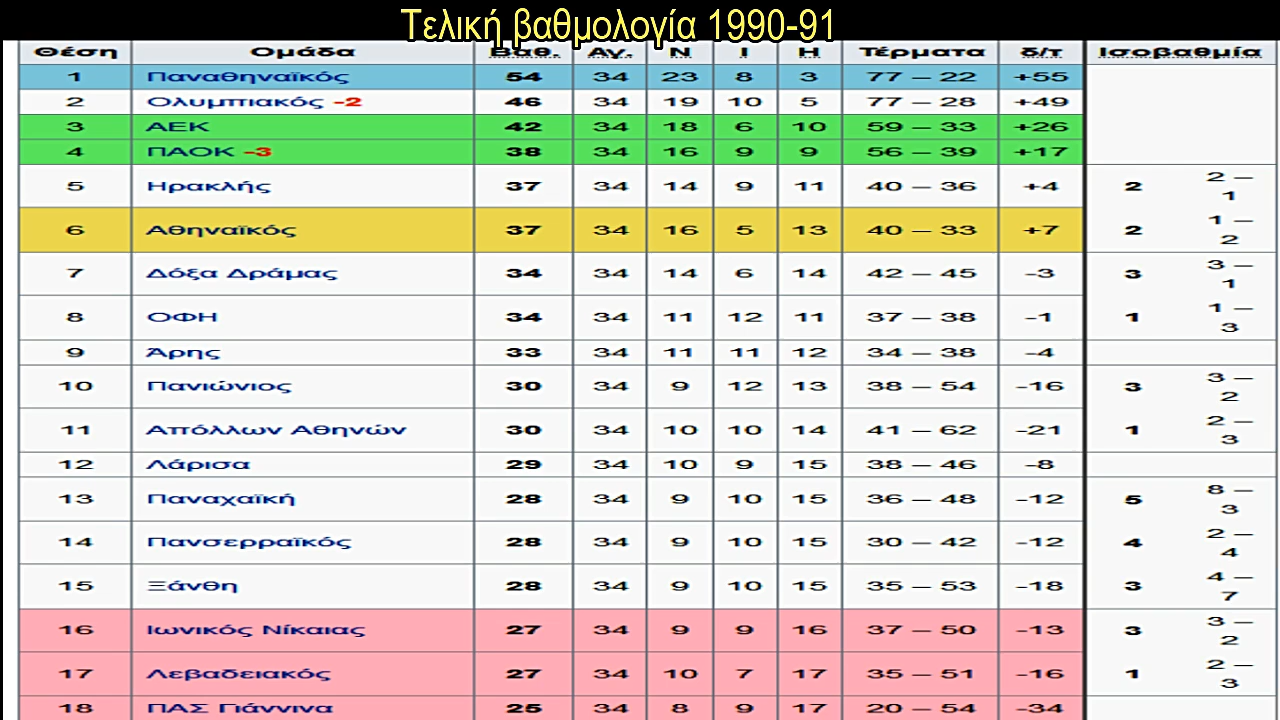 Τελική βαθμολογία 1990-91
Θέση Ομάδα Βαθ. Αγ. Ν Ι Η Τέρματα δ/τ Ισοβαθμία
1 Παναθηναϊκός 54 34 23 8 3 77 – 22 +55
2 Ολυμπιακός -2 46 34 19 10 5 77 – 28 +49
3 ΑΕΚ 42 34 18 6 10 59 – 33 +26
4 ΠΑΟΚ -3 38 34 16 9 9 56 – 39 +17
5 Ηρακλής 37 34 14 9 11 40 – 36 +4 2 2 – 1
6 Αθηναϊκός 37 34 16 5 13 40 – 33 +7 2 1 – 2
7 Δόξα Δράμας 34 34 14 6 14 42 – 45 -3 3 3 – 1
8 ΟΦΗ 34 34 11 12 11 37 – 38 -1 1 1 – 3
9 Άρης 33 34 11 11 12 34 – 38 -4
10 Πανιώνιος 30 34 9 12 13 38 – 54 -16 3 3 – 2
11 Απόλλων Αθηνών 30 34 10 10 14 41 – 62 -21 1 2 – 3
12 Λάρισα 29 34 10 9 15 38 – 46 -8
13 Παναχαϊκή 28 34 9 10 15 36 – 48 -12 5 8 – 3
14 Πανσερραϊκός 28 34 9 10 15 30 – 42 -12 4 2 – 4
15 Ξάνθη 28 34 9 10 15 35 – 53 -18 3 4 – 7
16 Ιωνικός Νίκαιας 27 34 9 9 16 37 – 50 -13 3 3 – 2
17 Λεβαδειακός 27 34 10 7 17 35 – 51 -16 1 2 – 3
18 ΠΑΣ Γιάννινα 25 34 8 9 17 20 – 54 -34